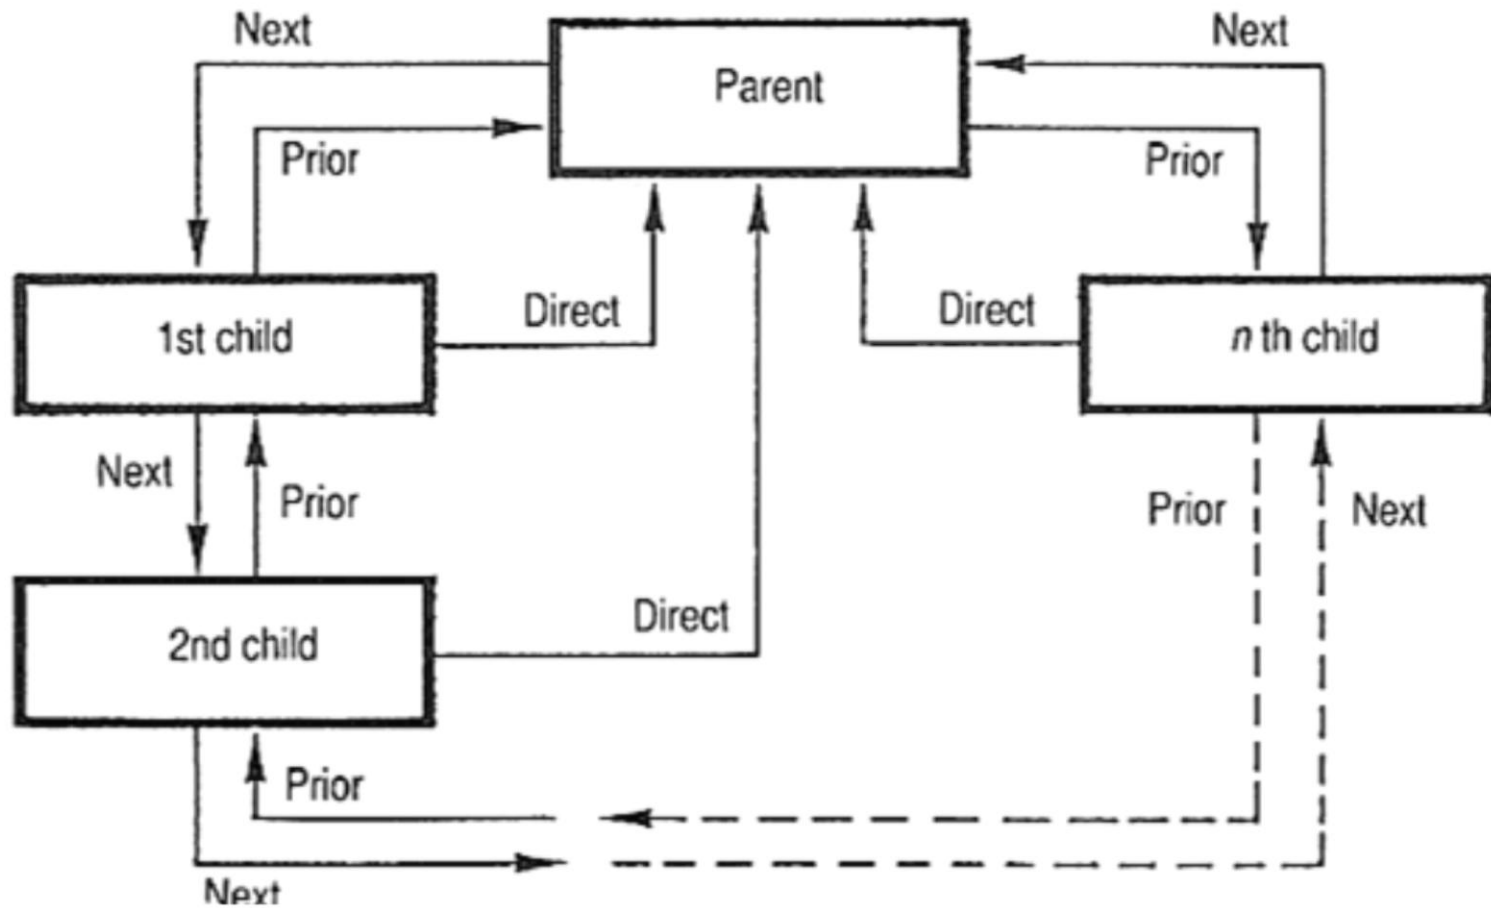 Next
Next
Parent
Prior
Prior
Direct
Direct
1st child
n th child
Next
Prior
Prior
Next
Direct
2nd child
Prior
Next